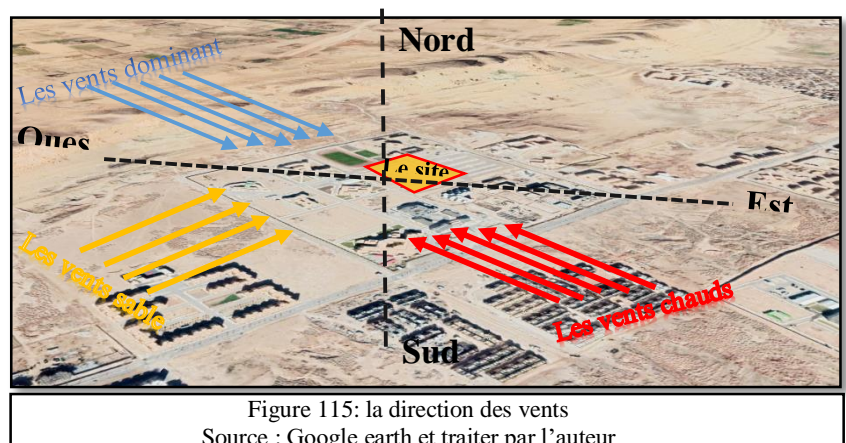 Nord
Les vents dominant
Oues
Le site
Est
Les vents sable
Les vents chauds
Sud
Figure 115: la direction des vents
Source : Google earth et traiter par l'auteur